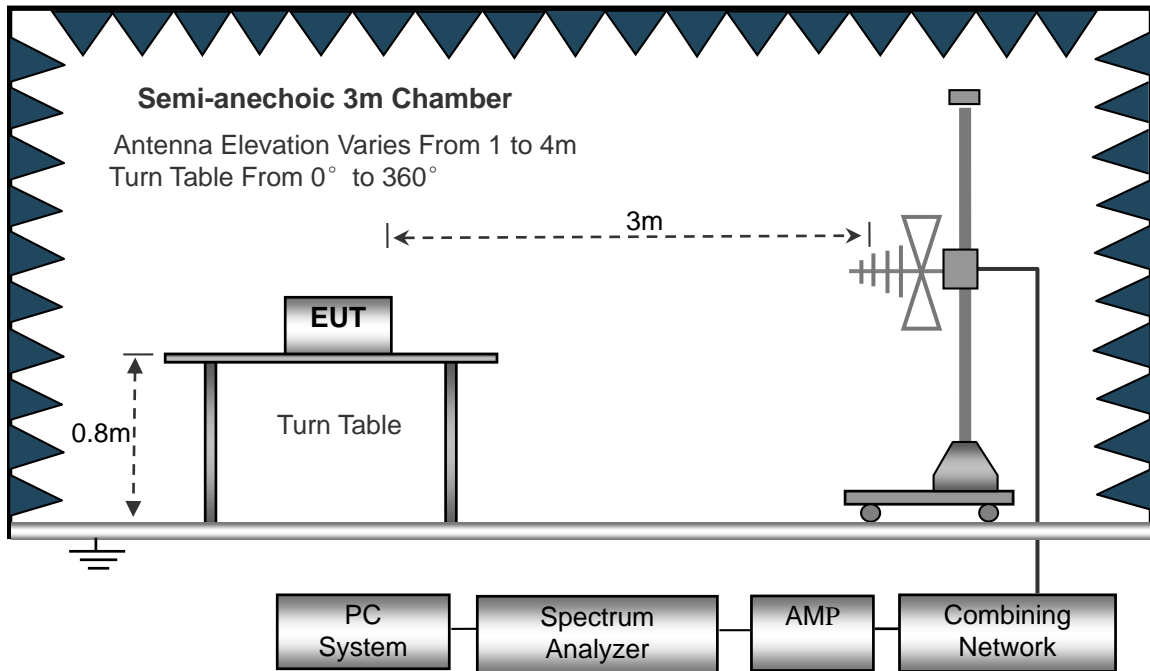 Semi-anechoic 3m Chamber
Antenna Elevation Varies From 1 to 4m
Turn Table From 0° to 360°
3m
EUT
0.8m
Turn Table
PC
System
Spectrum
Analyzer
AMP
Combining
Network